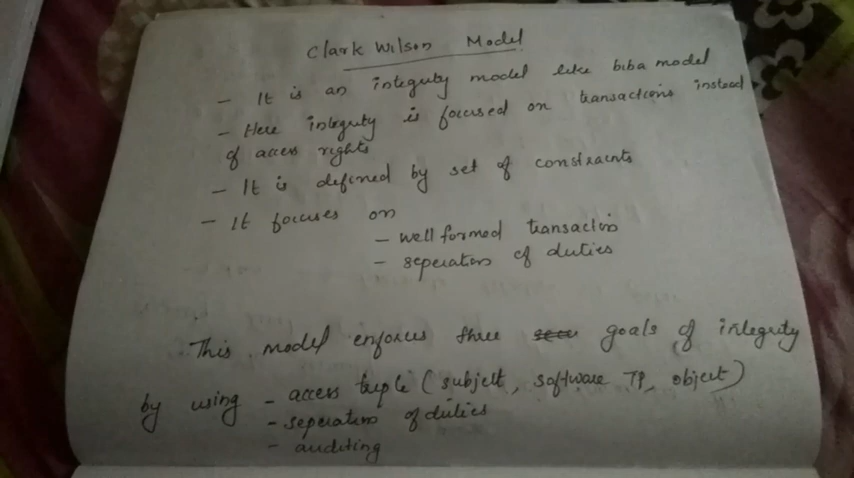 Clark Wilson Model
- It is an integrity model like biba model
- Here integrity is focused on transactions instead
of access rights
- It is defined by set of constraints
- It focuses on
- well formed transaction
- seperation of duties
This model enforces three goals of integrity
by using - access triple (subject, software TP, object)
- seperation of duties
- auditing